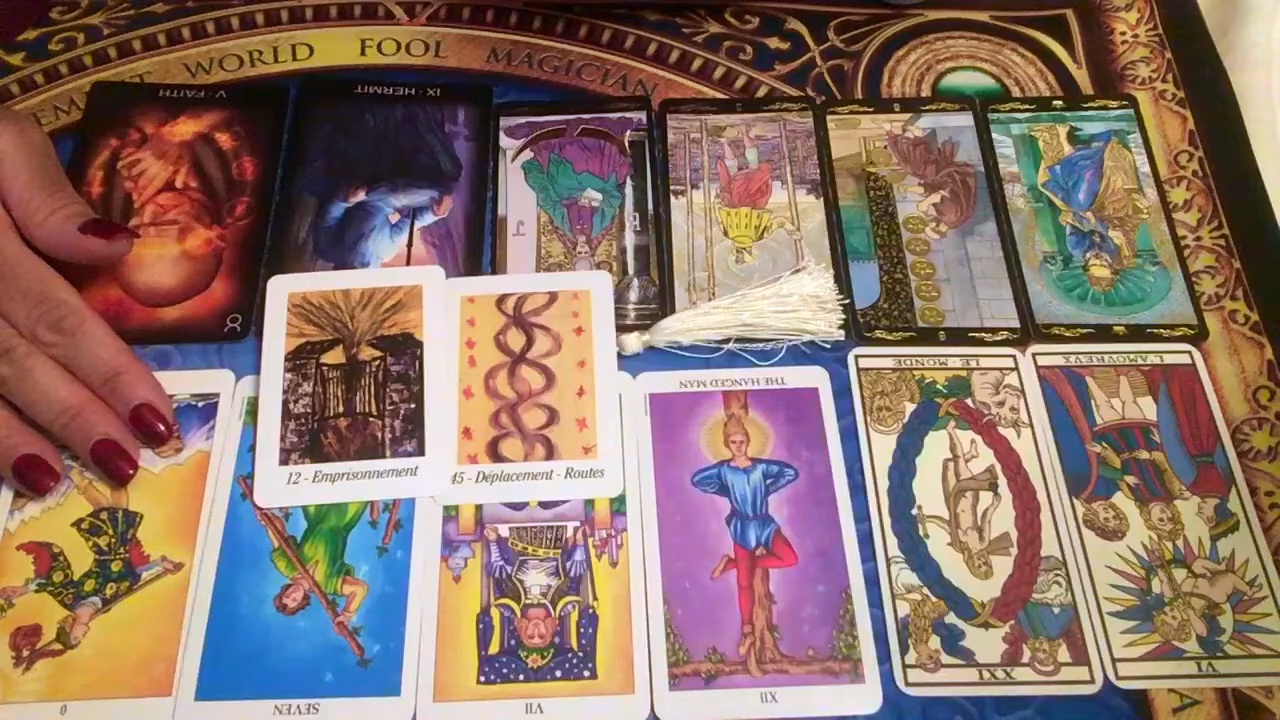 WORLD FOOL MAGICIAN
V · FAITH
IX · HERMIT
12 - Emprisonnement
45 - Déplacement - Routes
THE HANGED MAN
LE · MONDE
L'AMOVREVX
0
SEVEN
VII
XII
XXI
VI